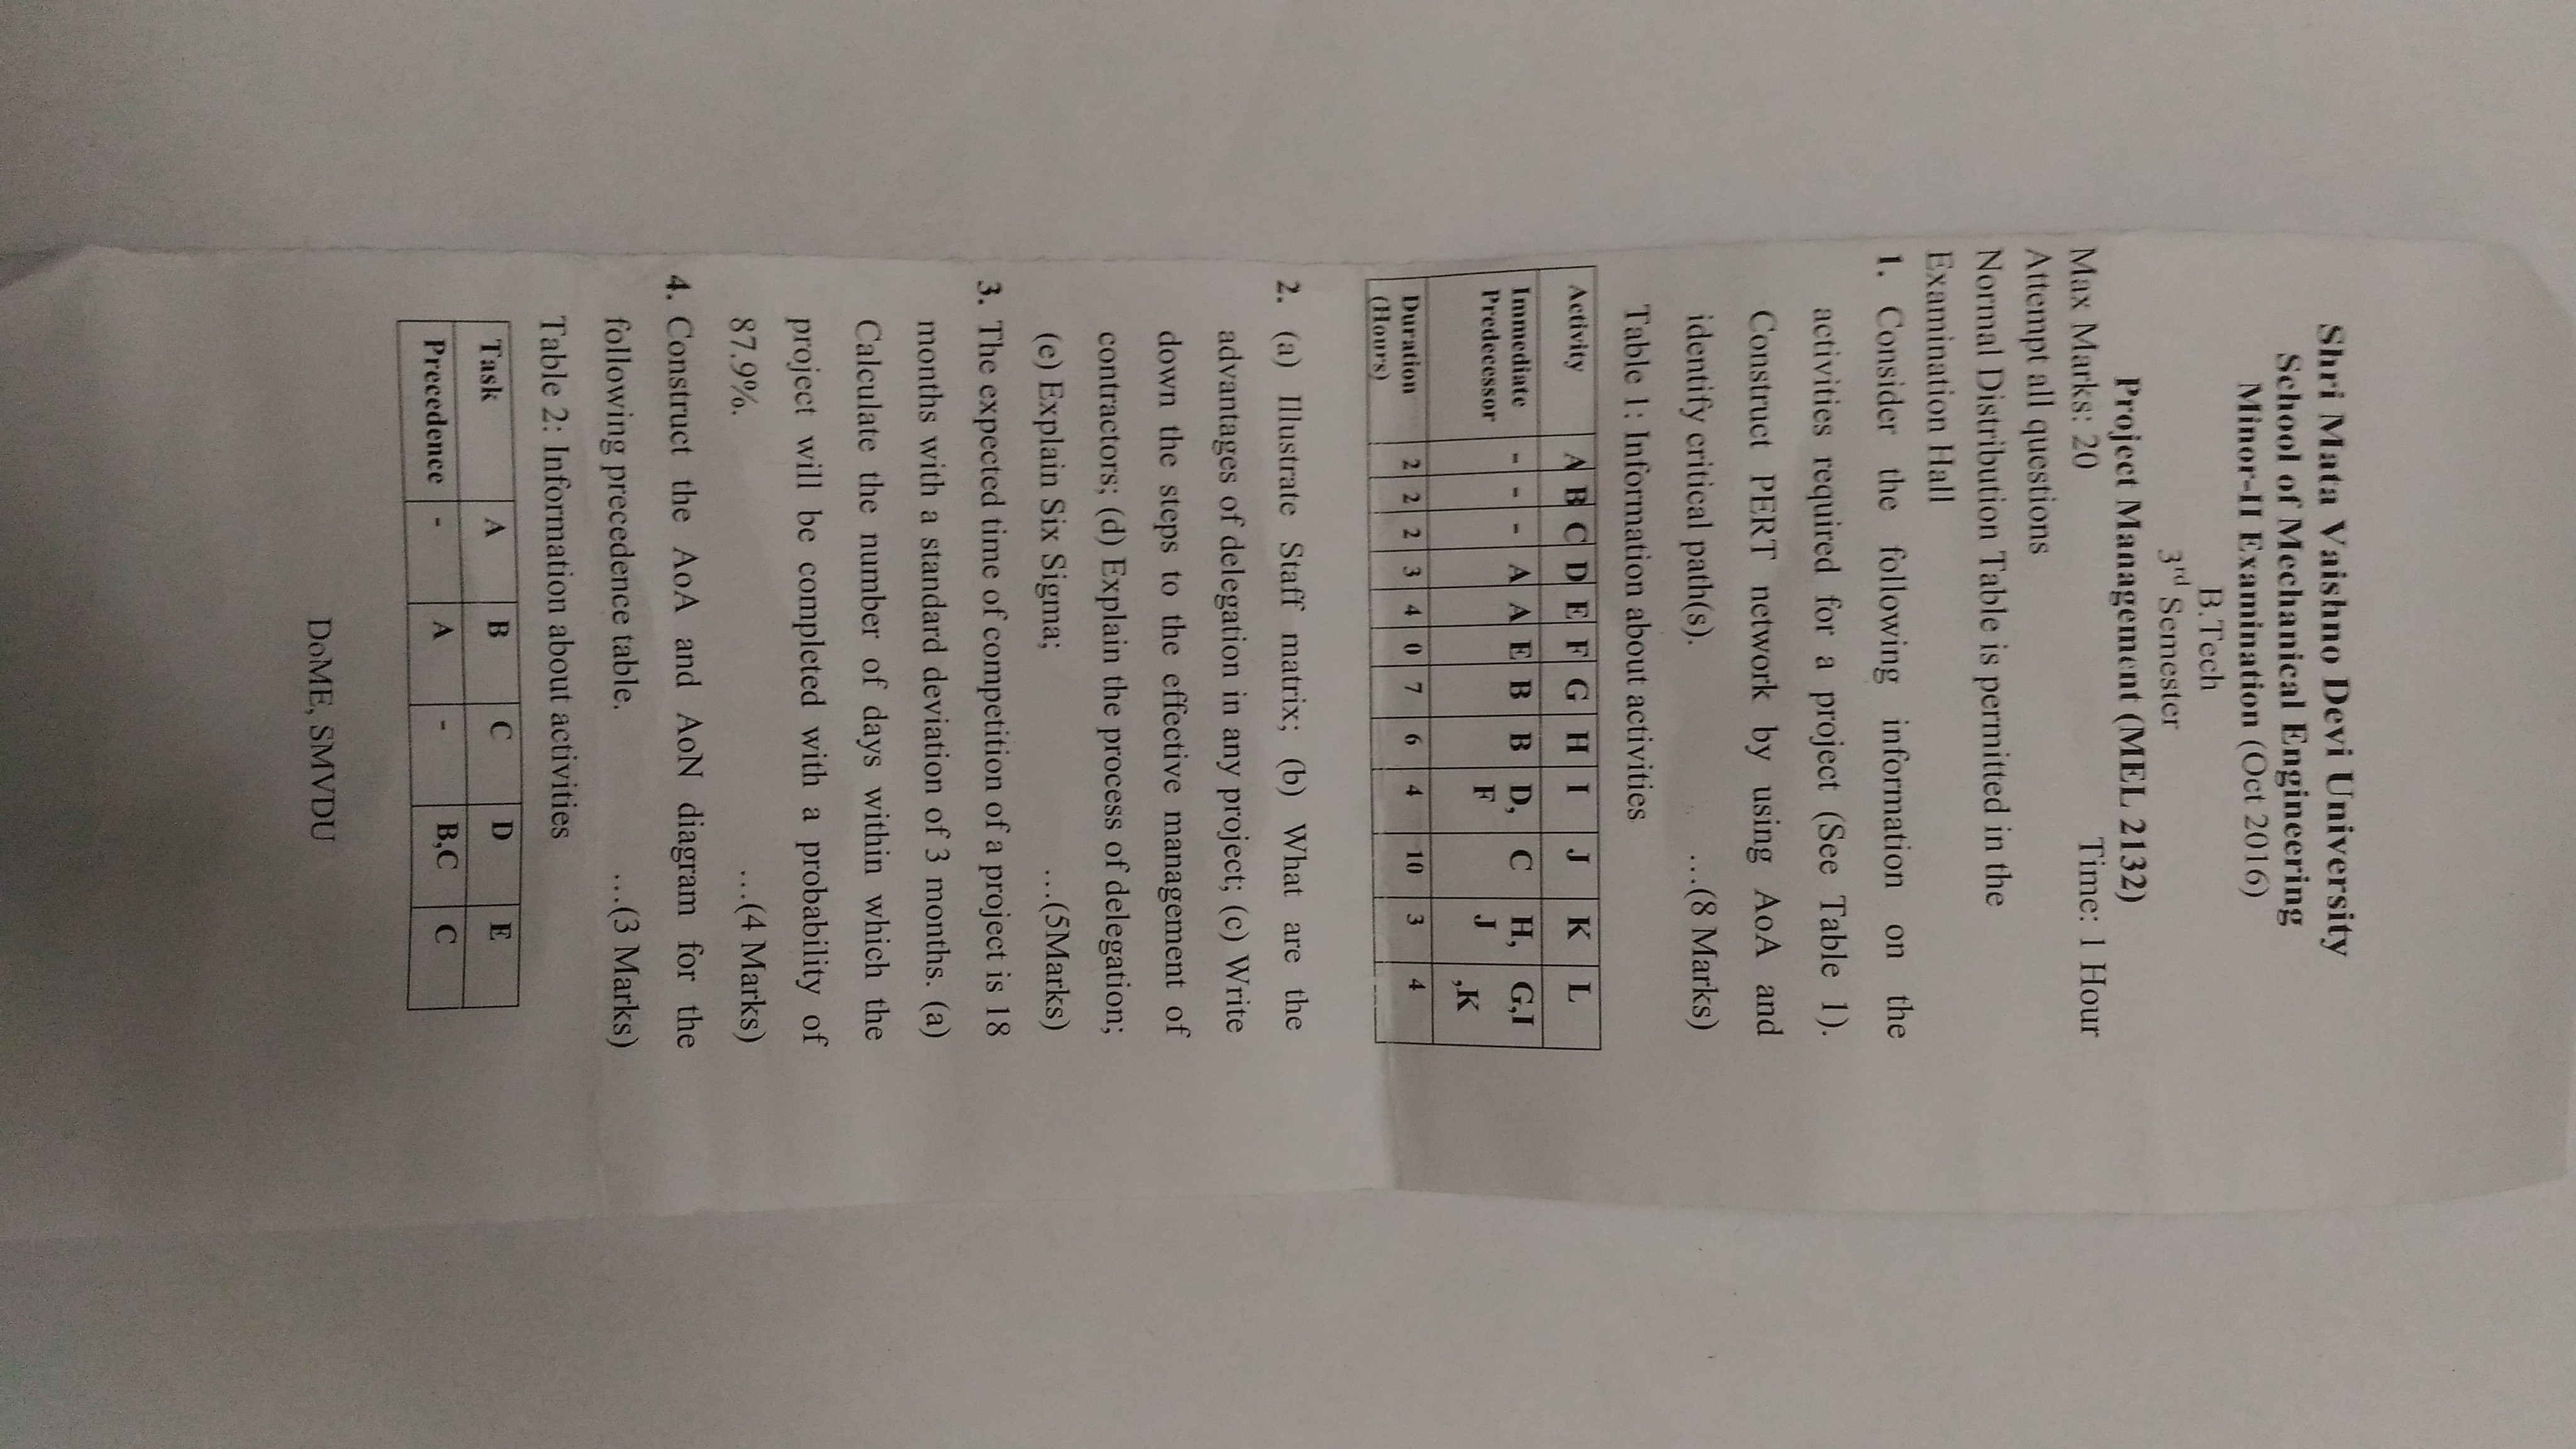 Shri Mata Vaishno Devi University
School of Mechanical Engineering
Minor-II Examination (Oct 2016)
B.Tech
3rd Semester
Project Management (MEL 2132)
Max Marks: 20 Time: 1 Hour
Attempt all questions
Normal Distribution Table is permitted in the
Examination Hall
1. Consider the following information on the
activities required for a project (See Table 1).
Construct PERT network by using AoA and
identify critical path(s). ...(8 Marks)
Table 1: Information about activities
Activity A B C D E F G H I J K L
Immediate - - - A A E B B D, C H, G,I
Predecessor F J ,K
Duration 2 2 2 3 4 0 7 6 4 10 3 4
(Hours)
2. (a) Illustrate Staff matrix; (b) What are the
advantages of delegation in any project; (c) Write
down the steps to the effective management of
contractors; (d) Explain the process of delegation;
(e) Explain Six Sigma; ...(5Marks)
3. The expected time of competition of a project is 18
months with a standard deviation of 3 months. (a)
Calculate the number of days within which the
project will be completed with a probability of
87.9%. ...(4 Marks)
4. Construct the AoA and AoN diagram for the
following precedence table. ...(3 Marks)
Table 2: Information about activities
Task A B C D E
Precedence - A - B,C C
DoME, SMVDU